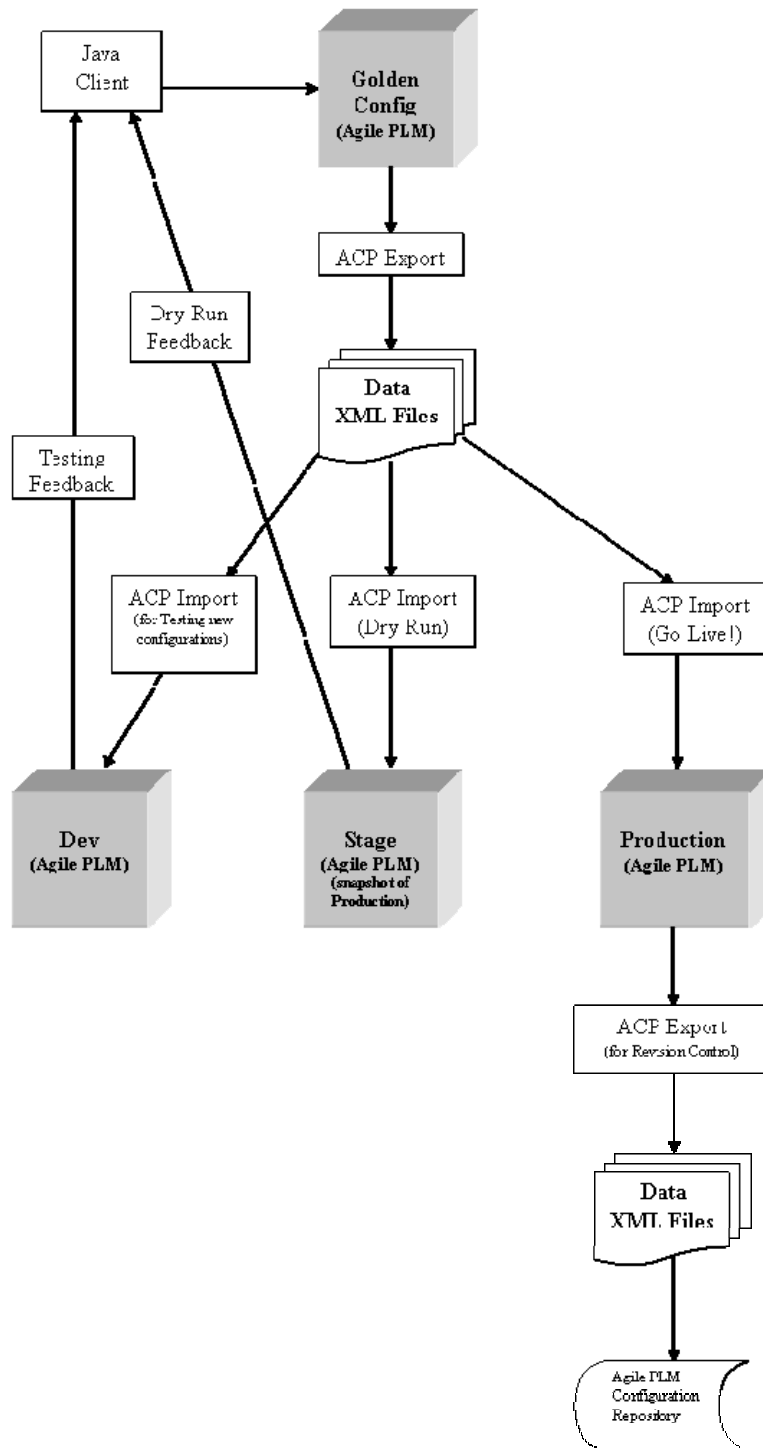 Java
Client
Golden
Config
(Agile PLM)
ACP Export
Dry Run
Feedback
Data
XML Files
Testing
Feedback
ACP Import
(for Testing new
configurations)
ACP Import
(Dry Run)
ACP Import
(Go Live!)
Dev
(Agile PLM)
Stage
(Agile PLM)
(snapshot of
Production)
Production
(Agile PLM)
ACP Export
(for Revision Control)
Data
XML Files
Agile PLM
Configuration
Repository